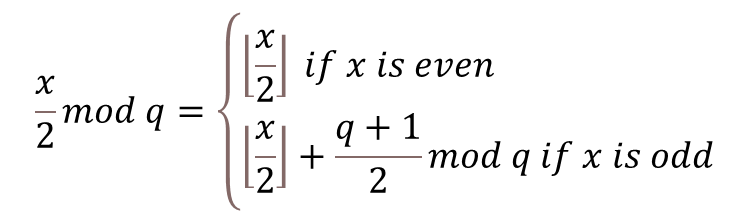 x/2 mod q = { ⌊x/2⌋ if x is even
⌊x/2⌋ + (q + 1)/2 mod q if x is odd